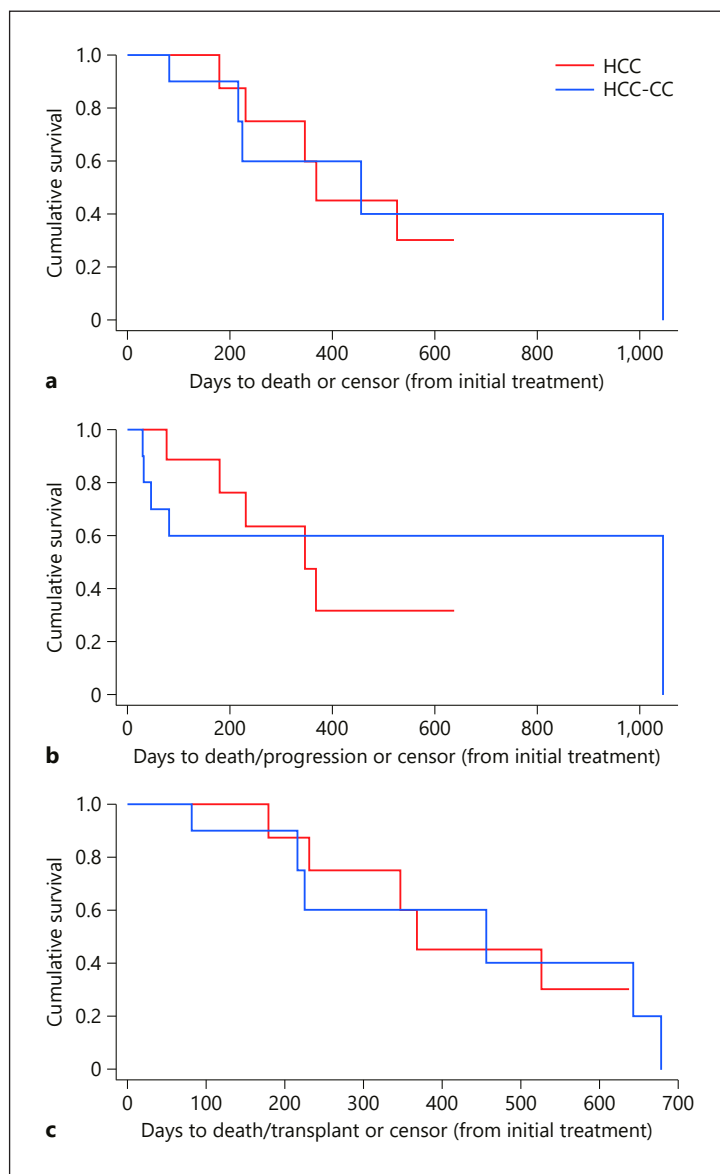 1.0
0.8
0.6
0.4
0.2
0
Cumulative survival
HCC
HCC-CC
0 200 400 600 800 1,000
a Days to death or censor (from initial treatment)
1.0
0.8
0.6
0.4
0.2
0
Cumulative survival
0 200 400 600 800 1,000
b Days to death/progression or censor (from initial treatment)
1.0
0.8
0.6
0.4
0.2
0
Cumulative survival
0 100 200 300 400 500 600 700
c Days to death/transplant or censor (from initial treatment)